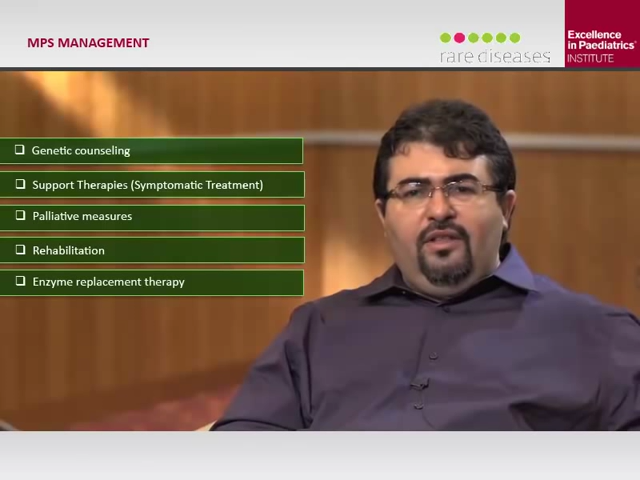 MPS MANAGEMENT
rare diseases
Excellence
in Paediatrics
INSTITUTE
Genetic counseling
Support Therapies (Symptomatic Treatment)
Palliative measures
Rehabilitation
Enzyme replacement therapy